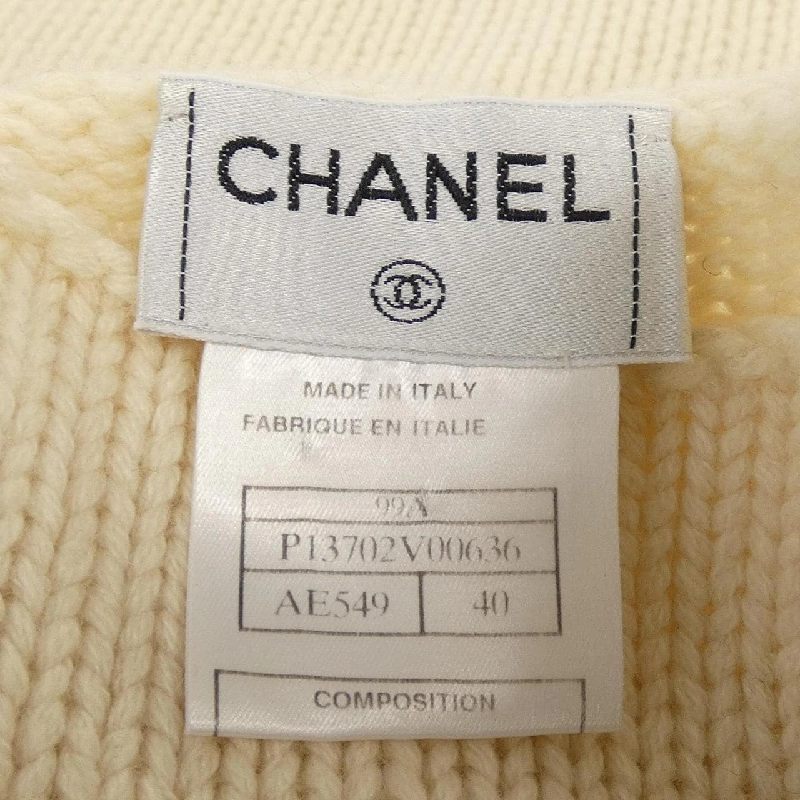 CHANEL
MADE IN ITALY
FABRIQUE EN ITALIE
99A
P13702V00636
AE549 40
COMPOSITION